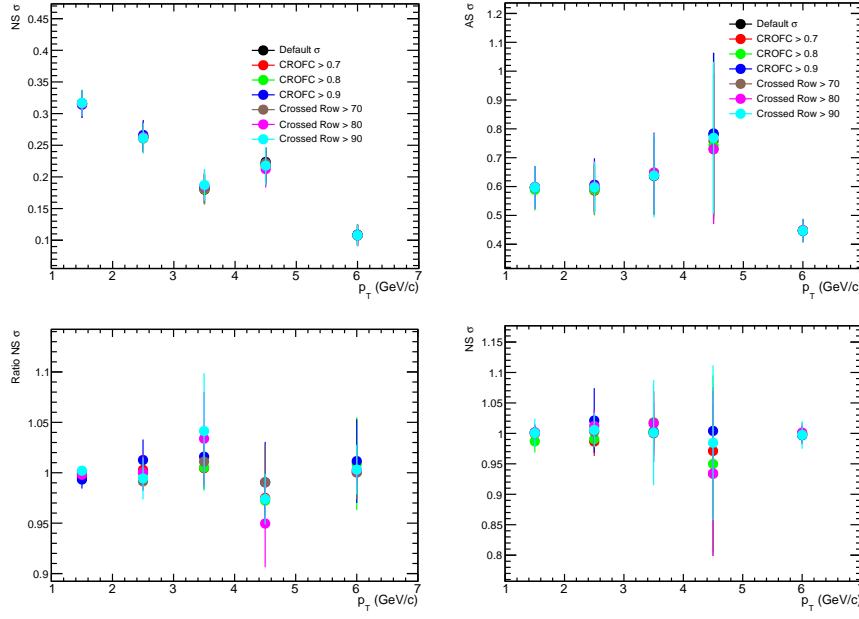 NS σ
0.45
0.4
0.35
0.3
0.25
0.2
0.15
0.1
1 2 3 4 5 6 7
p_T (GeV/c)
Default σ
CROFC > 0.7
CROFC > 0.8
CROFC > 0.9
Crossed Row > 70
Crossed Row > 80
Crossed Row > 90
AS σ
1.2
1.1
1
0.9
0.8
0.7
0.6
0.5
0.4
1 2 3 4 5 6 7
p_T (GeV/c)
Default σ
CROFC > 0.7
CROFC > 0.8
CROFC > 0.9
Crossed Row > 70
Crossed Row > 80
Crossed Row > 90
Ratio NS σ
1.1
1.05
1
0.95
0.9
1 2 3 4 5 6 7
p_T (GeV/c)
NS σ
1.15
1.1
1.05
1
0.95
0.9
0.85
0.8
1 2 3 4 5 6 7
p_T (GeV/c)